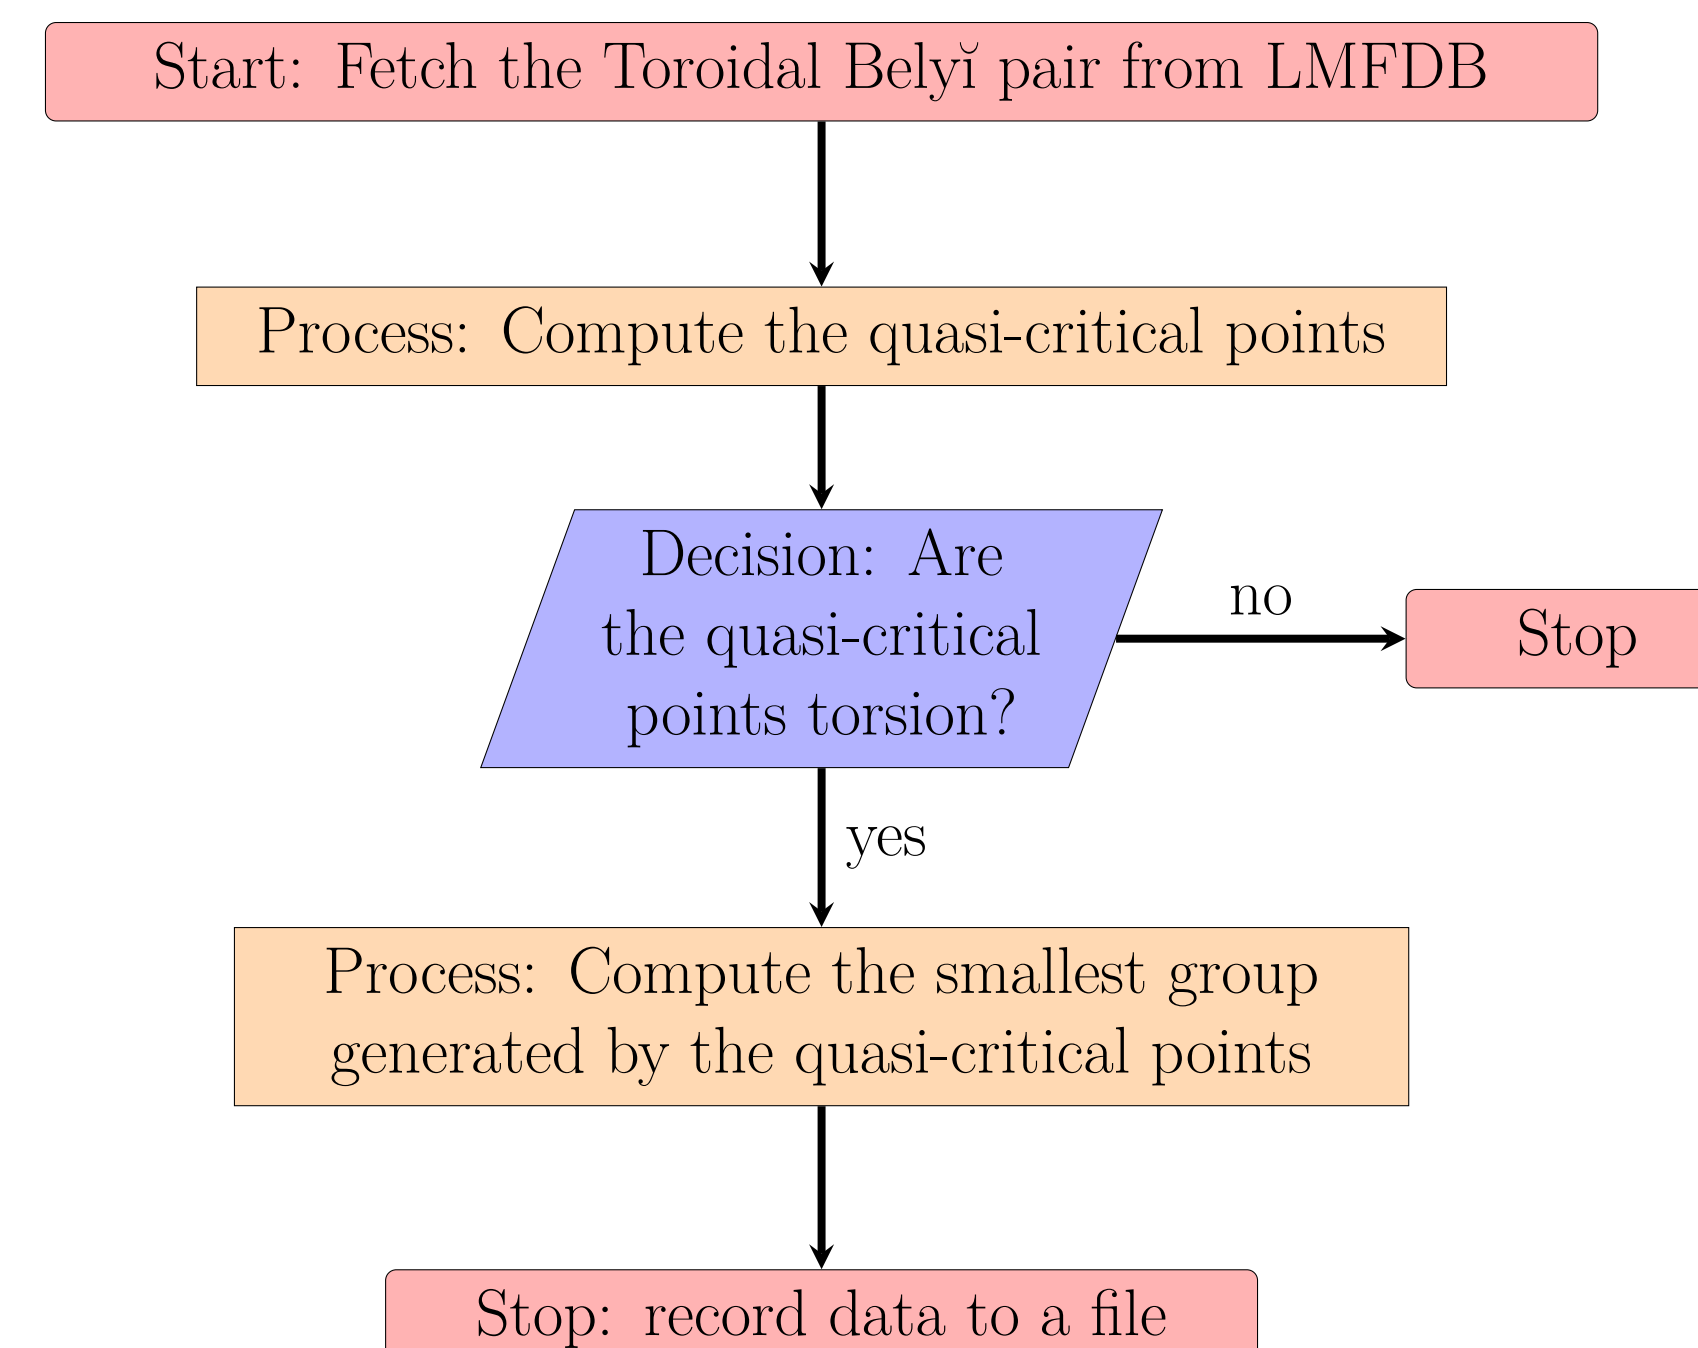 Start: Fetch the Toroidal Belyĭ pair from LMFDB
Process: Compute the quasi-critical points
Decision: Are
the quasi-critical
points torsion?
no
Stop
yes
Process: Compute the smallest group
generated by the quasi-critical points
Stop: record data to a file